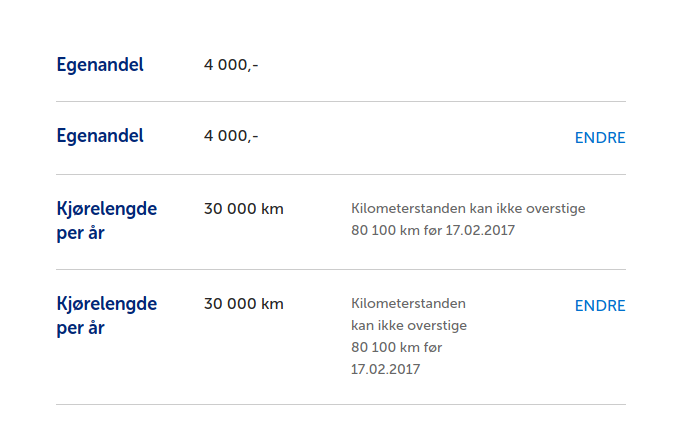 Egenandel 4 000,-
Egenandel 4 000,- ENDRE
Kjørelengde 30 000 km Kilometerstanden kan ikke overstige
per år 80 100 km før 17.02.2017
Kjørelengde 30 000 km Kilometerstanden ENDRE
per år kan ikke overstige
80 100 km før
17.02.2017